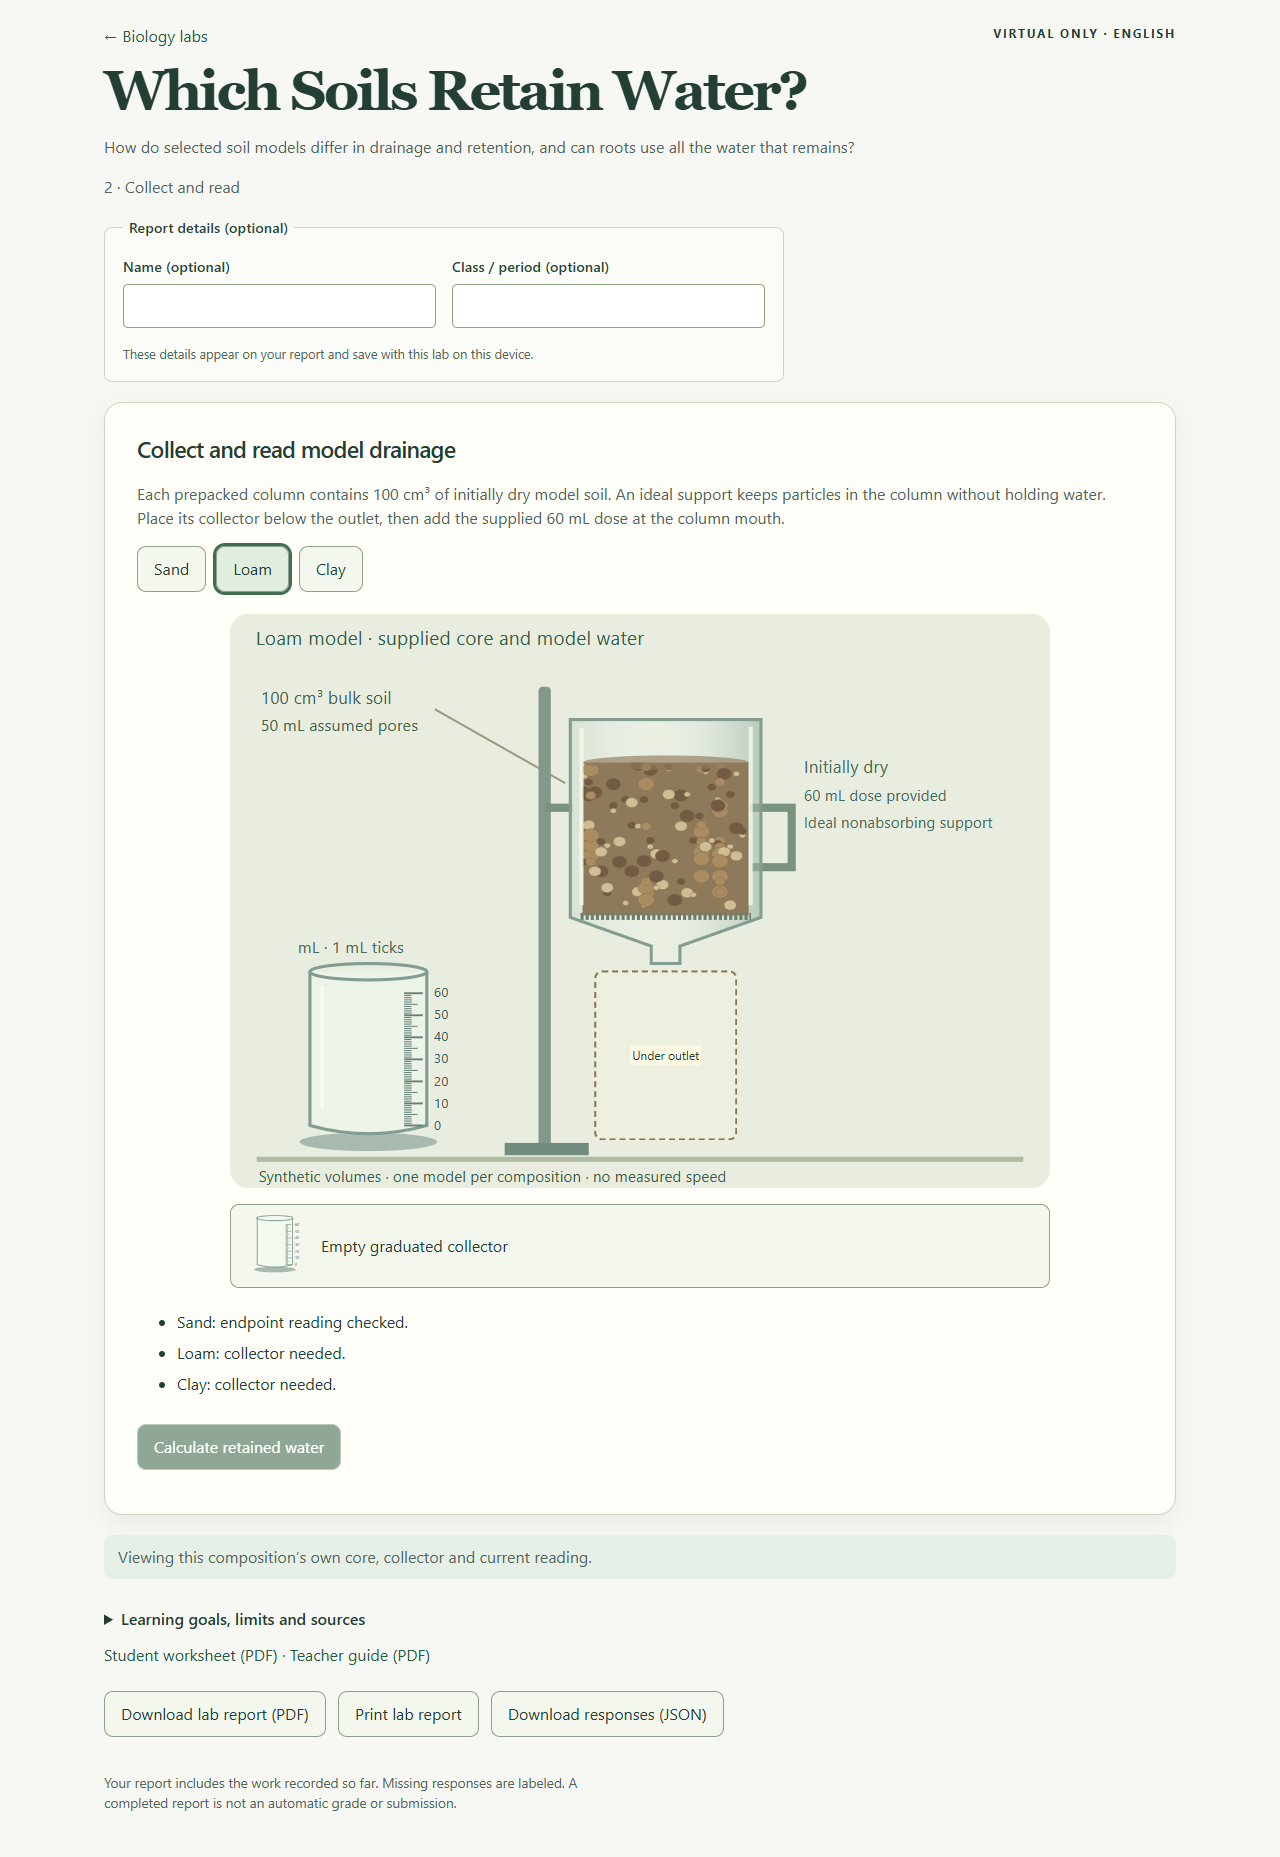 ← Biology labs
VIRTUAL ONLY · ENGLISH
Which Soils Retain Water?
How do selected soil models differ in drainage and retention, and can roots use all the water that remains?
2 · Collect and read
Report details (optional)
Name (optional)
Class / period (optional)
These details appear on your report and save with this lab on this device.
Collect and read model drainage
Each prepacked column contains 100 cm³ of initially dry model soil. An ideal support keeps particles in the column without holding water.
Place its collector below the outlet, then add the supplied 60 mL dose at the column mouth.
Sand
Loam
Clay
Loam model · supplied core and model water
100 cm³ bulk soil
50 mL assumed pores
Initially dry
60 mL dose provided
Ideal nonabsorbing support
mL · 1 mL ticks
60
50
40
30
20
10
0
Under outlet
Synthetic volumes · one model per composition · no measured speed
Empty graduated collector
• Sand: endpoint reading checked.
• Loam: collector needed.
• Clay: collector needed.
Calculate retained water
Viewing this composition's own core, collector and current reading.
▶ Learning goals, limits and sources
Student worksheet (PDF) · Teacher guide (PDF)
Download lab report (PDF)
Print lab report
Download responses (JSON)
Your report includes the work recorded so far. Missing responses are labeled. A
completed report is not an automatic grade or submission.